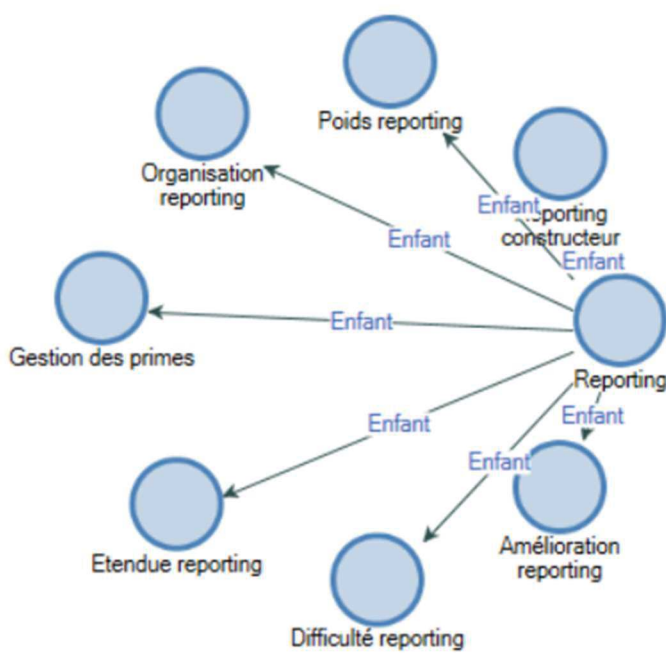 Poids reporting
Organisation
reporting
Enfant
reporting
constructeur
Enfant
Enfant
Enfant
Gestion des primes
Reporting
Enfant
Enfant
Enfant
Etendue reporting
Amélioration
reporting
Difficulté reporting